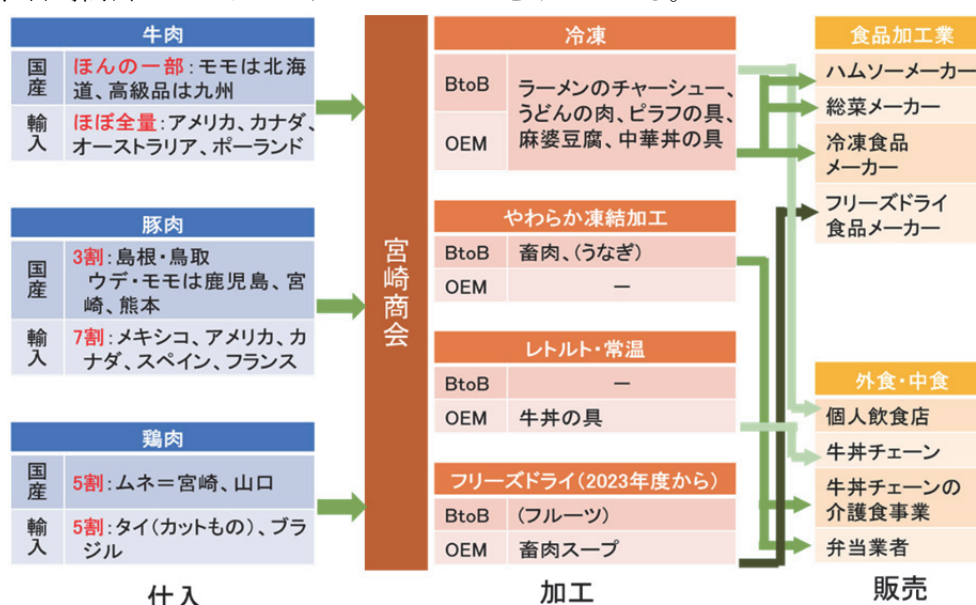 牛肉
国産
ほんの一部：モモは北海
道、高級品は九州
輸入
ほぼ全量：アメリカ、カナダ、
オーストラリア、ポーランド
豚肉
国産
3割：島根・鳥取
ウデ・モモは鹿児島、宮
崎、熊本
輸入
7割：メキシコ、アメリカ、カ
ナダ、スペイン、フランス
鶏肉
国産
5割：ムネ＝宮崎、山口
輸入
5割：タイ（カットもの）、ブラ
ジル
仕入
宮崎商会
冷凍
BtoB
OEM
ラーメンのチャーシュー、
うどんの肉、ピラフの具、
麻婆豆腐、中華丼の具
やわらか凍結加工
BtoB
畜肉、（うなぎ）
OEM
－
レトルト・常温
BtoB
－
OEM
牛丼の具
フリーズドライ（2023年度から）
BtoB
（フルーツ）
OEM
畜肉スープ
加工
食品加工業
ハムソーメーカー
総菜メーカー
冷凍食品
メーカー
フリーズドライ
食品メーカー
外食・中食
個人飲食店
牛丼チェーン
牛丼チェーンの
介護食事業
弁当業者
販売